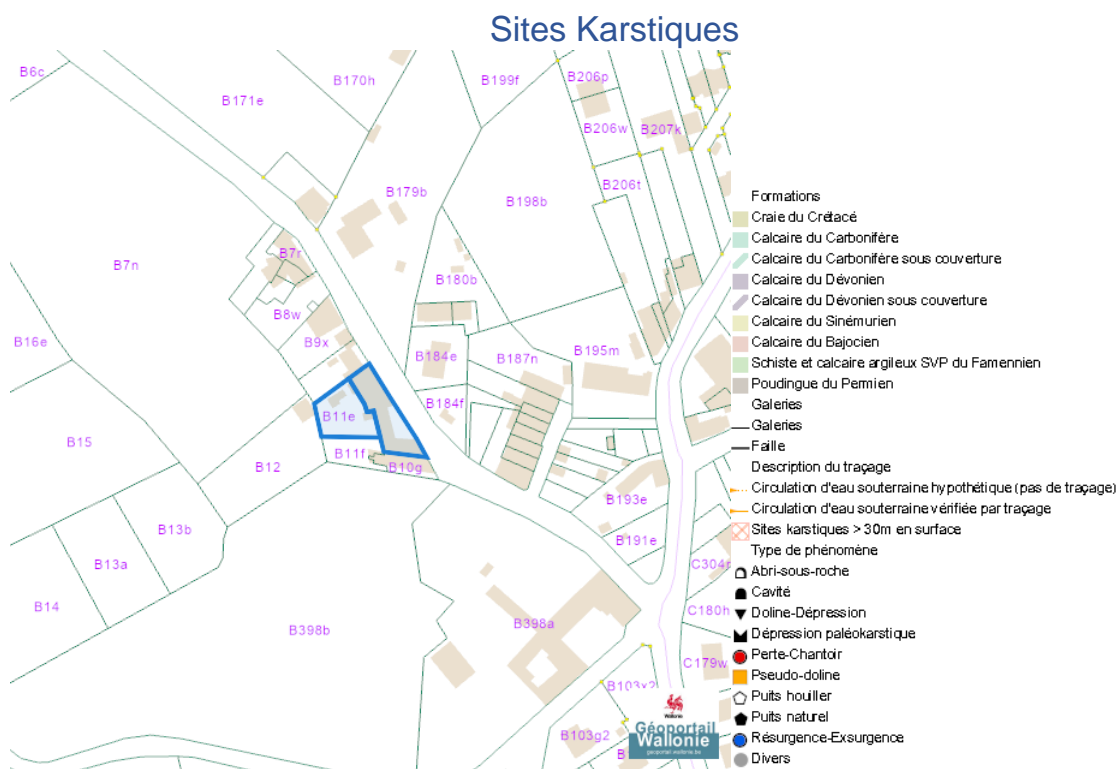 Sites Karstiques
B6c
B170h
B199f
B206p
B171e
B206w
B207k
B179b
B206t
B198b
B7r
B7n
B180b
B8w
B9x
B16e
B184e
B187h
B195m
B11e
B184f
B15
B12
B11f
B10g
B193e
B13b
B191e
B13a
B14
C180h
B398b
B398a
C179w
B103x2
B103g2
Wallonie
Géoportail
Wallonie
geoportail.wallonie.be
Formations
Craie du Crétacé
Calcaire du Carbonifère
Calcaire du Carbonifère sous couverture
Calcaire du Dévonien
Calcaire du Dévonien sous couverture
Calcaire du Sinémurien
Calcaire du Bajocien
Schiste et calcaire argileux SVP du Famennien
Poudingue du Permien
Galeries
Galeries
Faille
Description du traçage
Circulation d'eau souterraine hypothétique (pas de traçage)
Circulation d'eau souterraine vérifiée par traçage
Sites karstiques > 30m en surface
Type de phénomène
Abri-sous-roche
Cavité
Doline-Dépression
Dépression paléokarstique
Perte-Chantoir
Pseudo-doline
Puits houiller
Puits naturel
Résurgence-Exsurgence
Divers